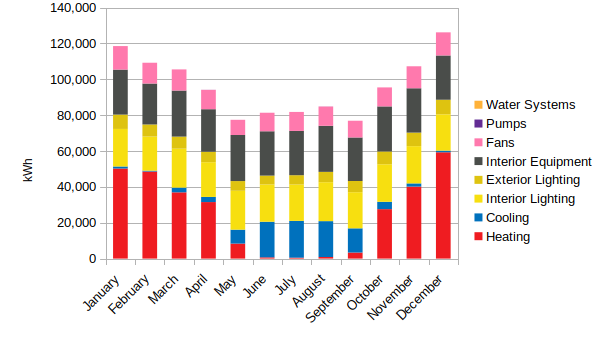 140,000
120,000
100,000
80,000
60,000
40,000
20,000
0
kWh
January
February
March
April
May
June
July
August
September
October
November
December
Water Systems
Pumps
Fans
Interior Equipment
Exterior Lighting
Interior Lighting
Cooling
Heating